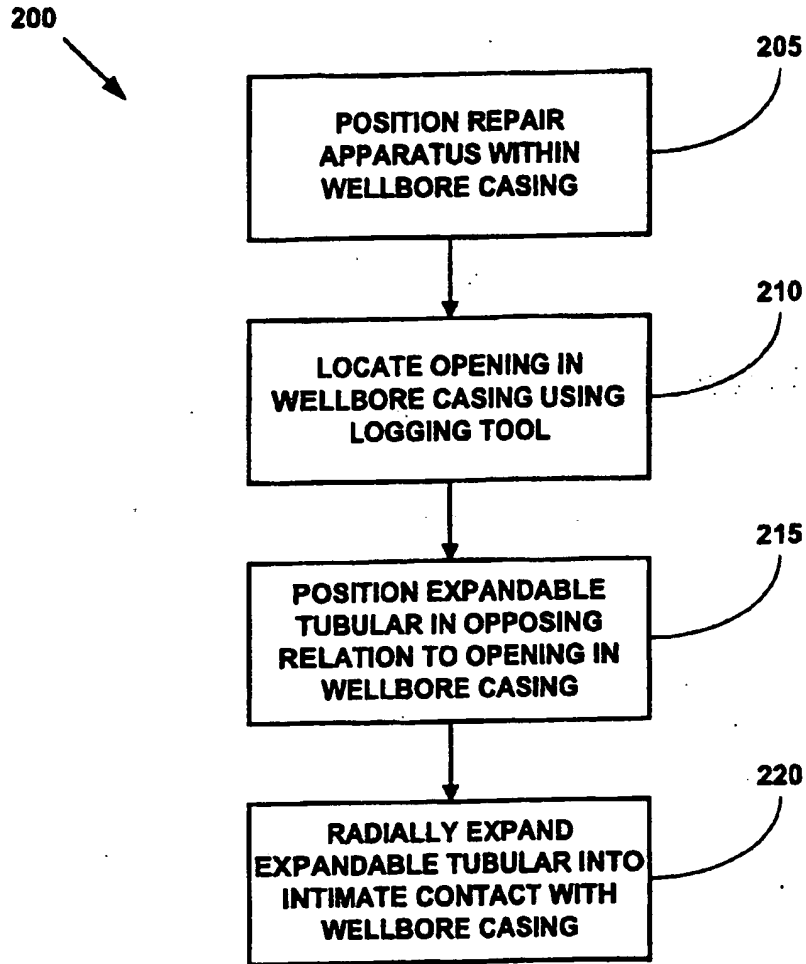 200
205
POSITION REPAIR
APPARATUS WITHIN
WELLBORE CASING
210
LOCATE OPENING IN
WELLBORE CASING USING
LOGGING TOOL
215
POSITION EXPANDABLE
TUBULAR IN OPPOSING
RELATION TO OPENING IN
WELLBORE CASING
220
RADIALLY EXPAND
EXPANDABLE TUBULAR INTO
INTIMATE CONTACT WITH
WELLBORE CASING